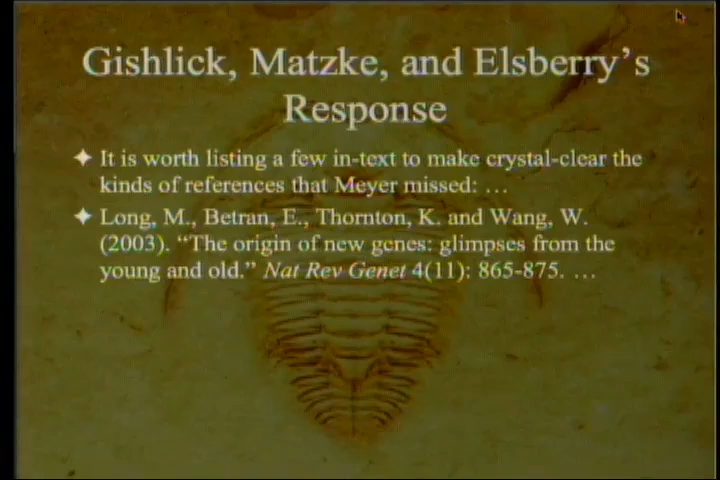 Gishlick, Matzke, and Elsberry's
Response
It is worth listing a few in-text to make crystal-clear the
kinds of references that Meyer missed: …
Long, M., Betran, E., Thornton, K. and Wang, W.
(2003). “The origin of new genes: glimpses from the
young and old.” Nat Rev Genet 4(11): 865-875. …